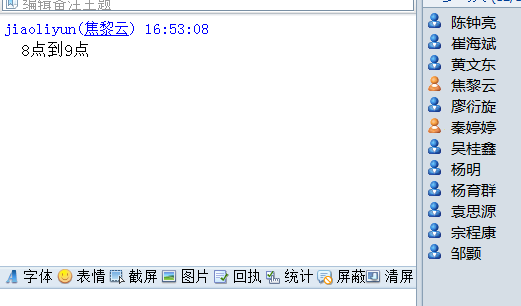 编辑备注主题
jiaoliyun(焦黎云) 16:53:08
8点到9点
字体 表情 截屏 图片 回执 统计 屏蔽 清屏
陈钟亮
崔海斌
黄文东
焦黎云
廖衍旋
秦婷婷
吴桂鑫
杨明
杨育群
袁思源
宗程康
邹颢